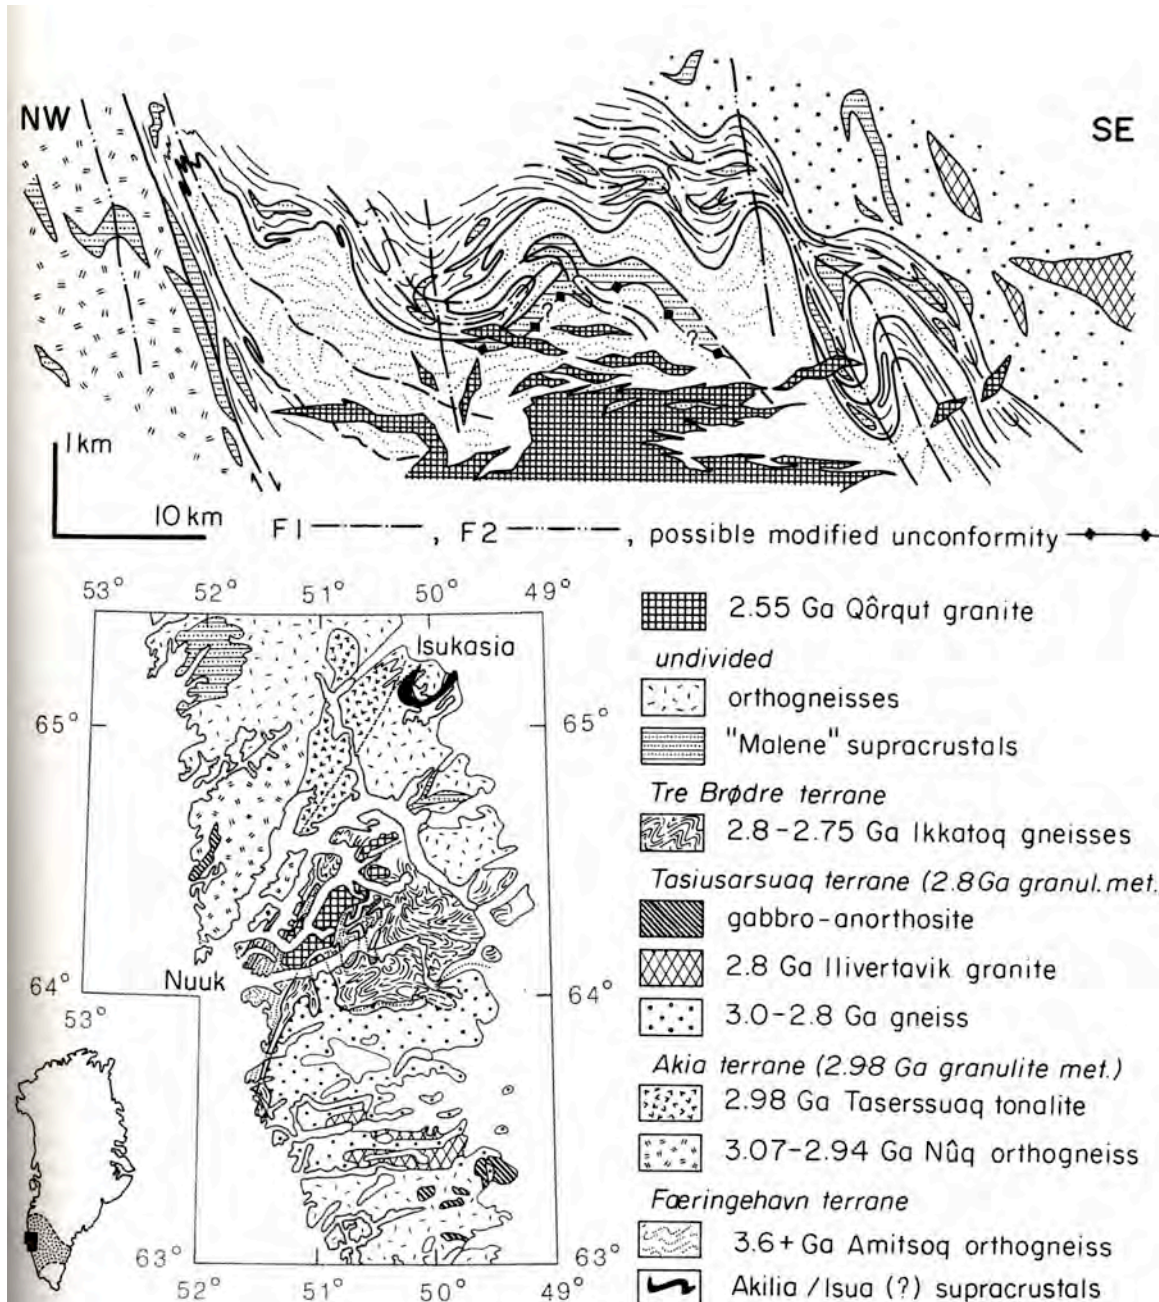 NW
SE
1 km
10 km
F1 —·—, F2 —··—, possible modified unconformity
? ?
53° 52° 51° 50° 49°
Isukasia
65° 65°
Nuuk
64° 64°
53°
63° 63°
52° 51° 50° 49°
2.55 Ga Qôrqut granite
undivided
orthogneisses
"Malene" supracrustals
Tre Brødre terrane
2.8–2.75 Ga Ikkatoq gneisses
Tasiusarsuaq terrane (2.8 Ga granul. met.
gabbro-anorthosite
2.8 Ga Ilivertavik granite
3.0–2.8 Ga gneiss
Akia terrane (2.98 Ga granulite met.)
2.98 Ga Taserssuaq tonalite
3.07–2.94 Ga Nûq orthogneiss
Færingehavn terrane
3.6+ Ga Amitsoq orthogneiss
Akilia / Isua (?) supracrustals